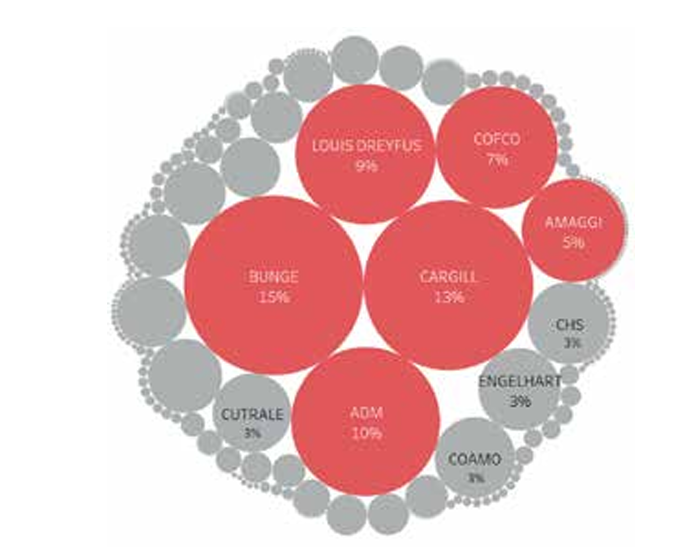 LOUIS DREYFUS
9%
COFCO
7%
AMAGGI
5%
BUNGE
15%
CARGILL
13%
CHS
3%
ENGELHART
3%
CUTRALE
3%
ADM
10%
COAMO
3%